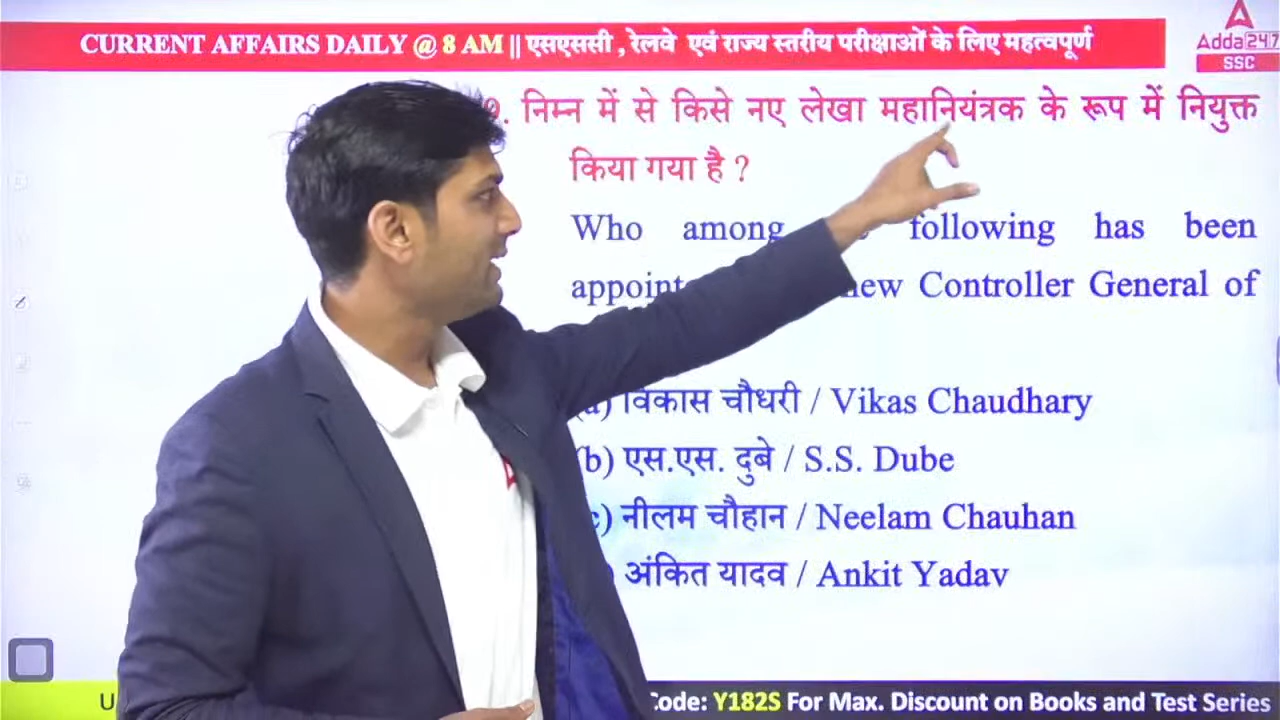 CURRENT AFFAIRS DAILY @ 8 AM || एसएससी , रेलवे एवं राज्य स्तरीय परीक्षाओं के लिए महत्वपूर्ण
Adda247
SSC
निम्न में से किसे नए लेखा महानियंत्रक के रूप में नियुक्त
किया गया है ?
Who among following has been
new Controller General of
(a) विकास चौधरी / Vikas Chaudhary
(b) एस.एस. दुबे / S.S. Dube
c) नीलम चौहान / Neelam Chauhan
अंकित यादव / Ankit Yadav
Code: Y182S For Max. Discount on Books and Test Series